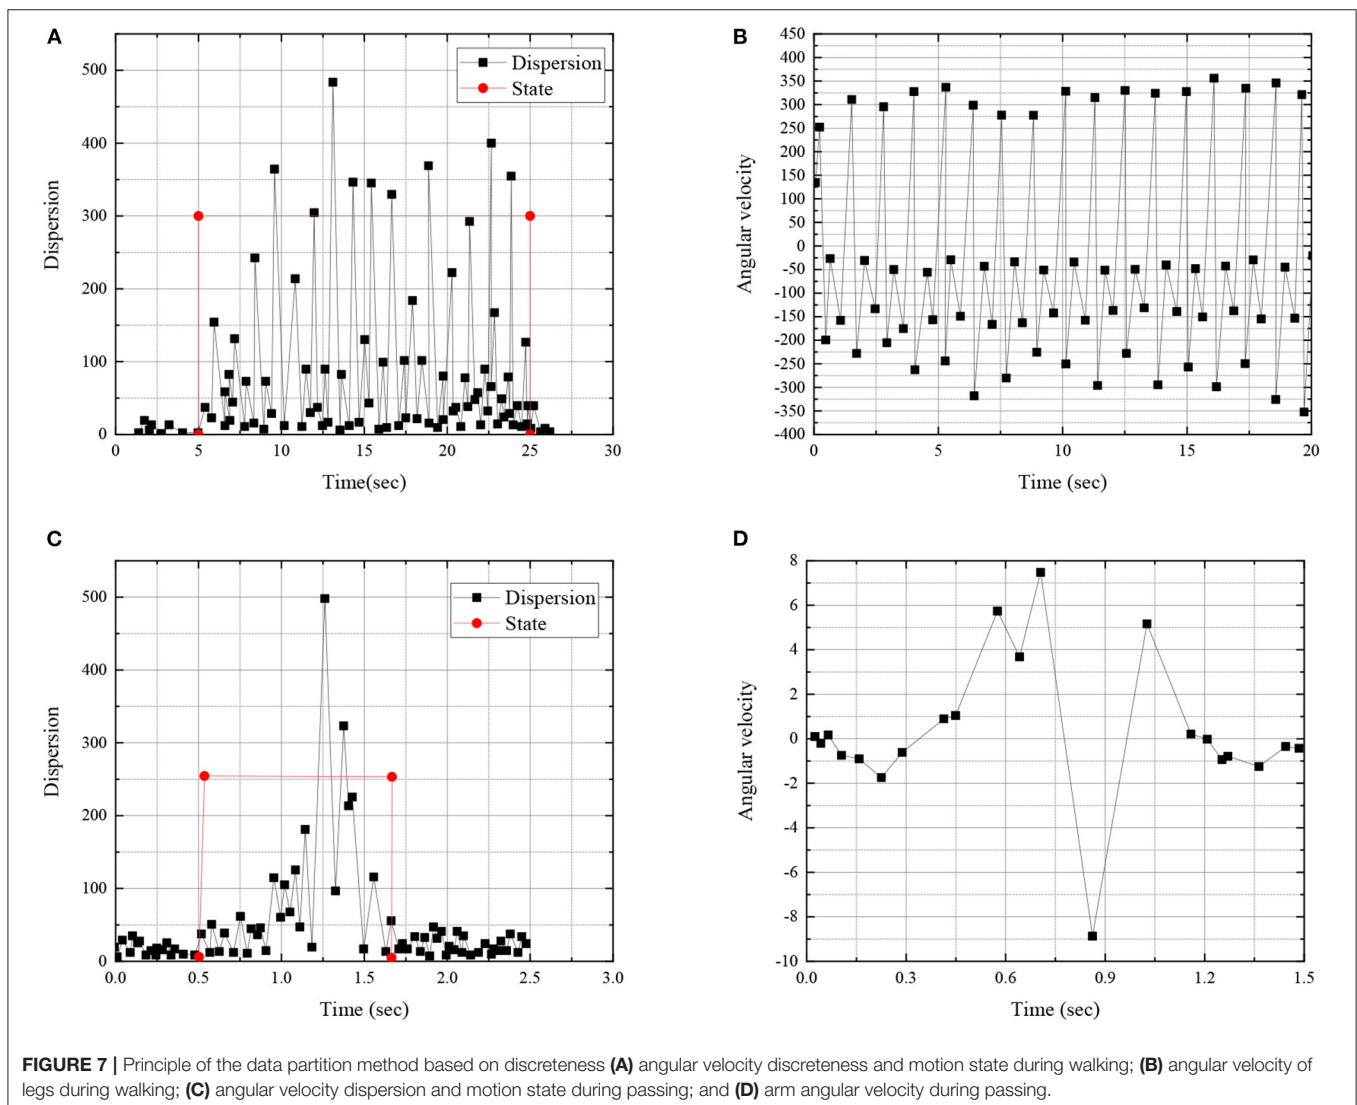 A
500
400
300
200
100
0
0 5 10 15 20 25 30
Dispersion
Time(sec)
Dispersion
State
B
450
400
350
300
250
200
150
100
50
0
-50
-100
-150
-200
-250
-300
-350
-400
0 5 10 15 20
Angular velocity
Time (sec)
C
500
400
300
200
100
0
0.0 0.5 1.0 1.5 2.0 2.5 3.0
Dispersion
Time (sec)
Dispersion
State
D
8
6
4
2
0
-2
-4
-6
-8
-10
0.0 0.3 0.6 0.9 1.2 1.5
Angular velocity
Time (sec)
FIGURE 7 | Principle of the data partition method based on discreteness (A) angular velocity discreteness and motion state during walking; (B) angular velocity of
legs during walking; (C) angular velocity dispersion and motion state during passing; and (D) arm angular velocity during passing.